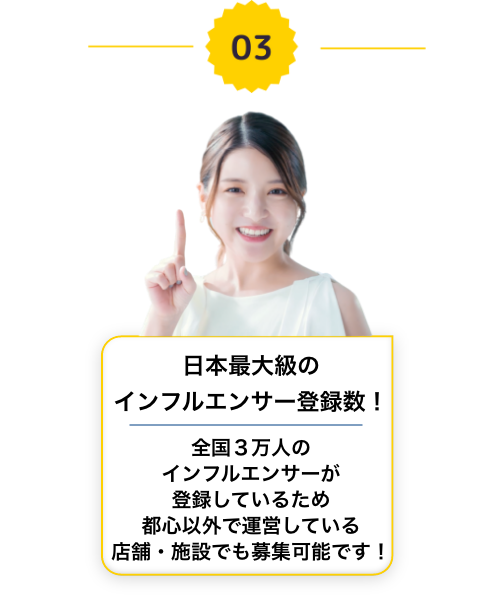 03
日本最大級の
インフルエンサー登録数！
全国３万人の
インフルエンサーが
登録しているため
都心以外で運営している
店舗・施設でも募集可能です！